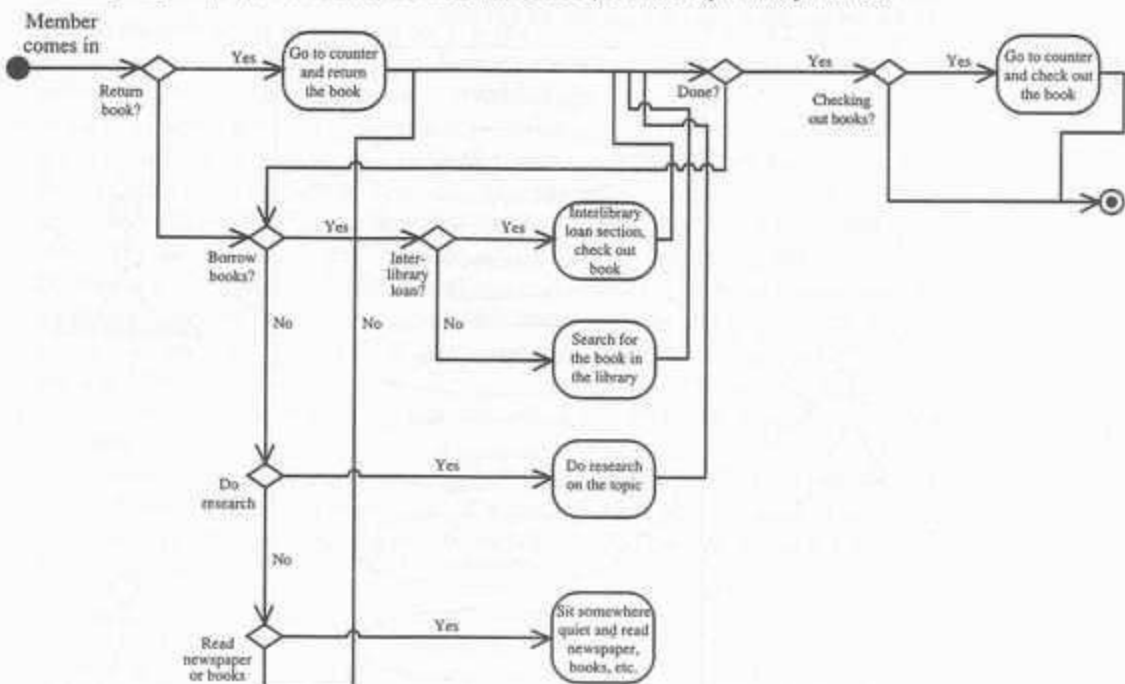 Member
comes in
Return
book?
Yes
Go to counter
and return
the book
Done?
Yes
Checking
out books?
Yes
Go to counter
and check out
the book
Borrow
books?
Yes
Inter-
library
loan?
Yes
Interlibrary
loan section,
check out
book
No
No
No
Search for
the book in
the library
Do
research
Yes
Do research
on the topic
No
Read
newspaper
or books
Yes
Sit somewhere
quiet and read
newspaper,
books, etc.